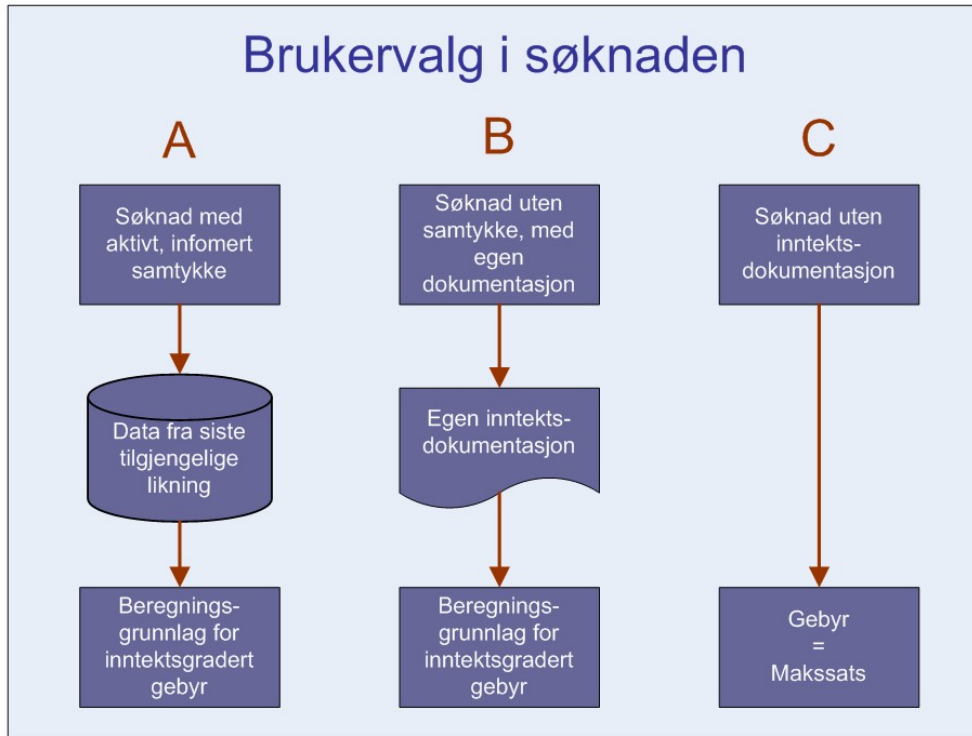 Brukervalg i søknaden
A
Søknad med
aktivt, infomert
samtykke
Data fra siste
tilgjengelige
likning
Beregnings-
grunnlag for
inntektsgradert
gebyr
B
Søknad uten
samtykke, med
egen
dokumentasjon
Egen inntekts-
dokumentasjon
Beregnings-
grunnlag for
inntektsgradert
gebyr
C
Søknad uten
inntekts-
dokumentasjon
Gebyr
=
Makssats